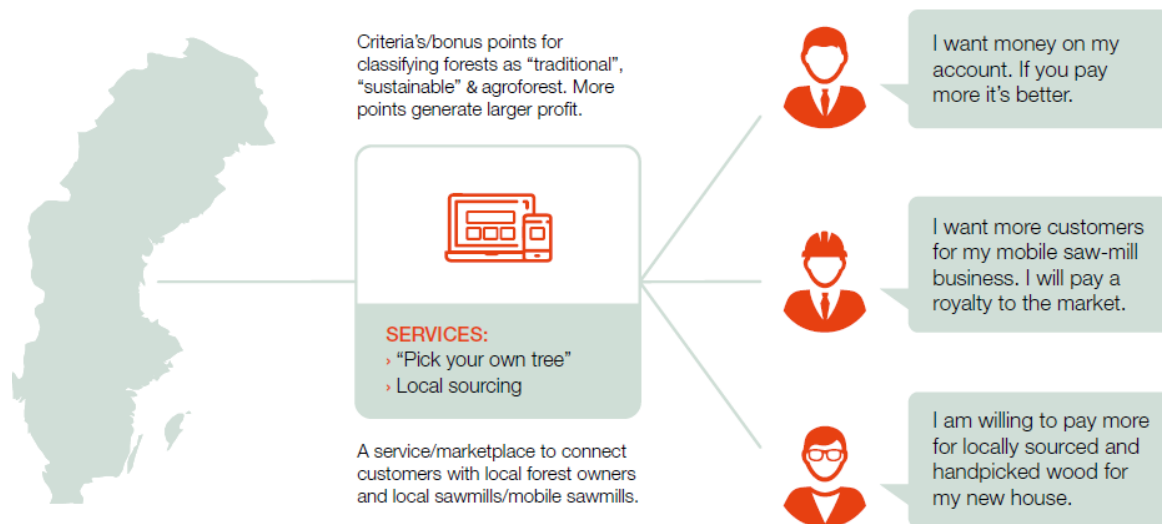 Criteria's/bonus points for
classifying forests as “traditional”,
“sustainable” & agroforest. More
points generate larger profit.
SERVICES:
› “Pick your own tree”
› Local sourcing
A service/marketplace to connect
customers with local forest owners
and local sawmills/mobile sawmills.
I want money on my
account. If you pay
more it’s better.
I want more customers
for my mobile saw-mill
business. I will pay a
royalty to the market.
I am willing to pay more
for locally sourced and
handpicked wood for
my new house.